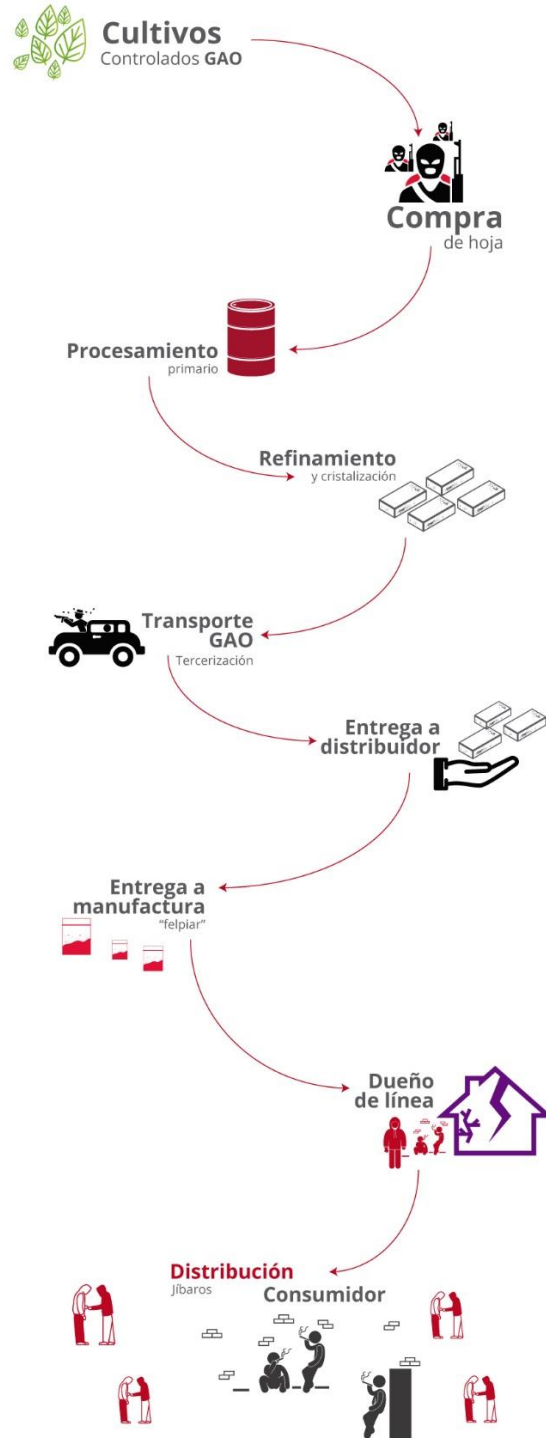 Cultivos
Controlados GAO
Compra
de hoja
Procesamiento
primario
Refinamiento
y cristalización
Transporte
GAO
Tercerización
Entrega a
distribuidor
Entrega a
manufactura
"felpiar"
Dueño
de línea
Distribución
Jíbaros
Consumidor